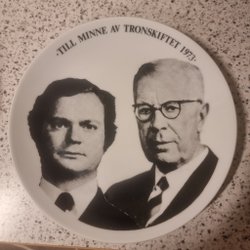 ·TILL MINNE AV TRONSKIFTET 1973·